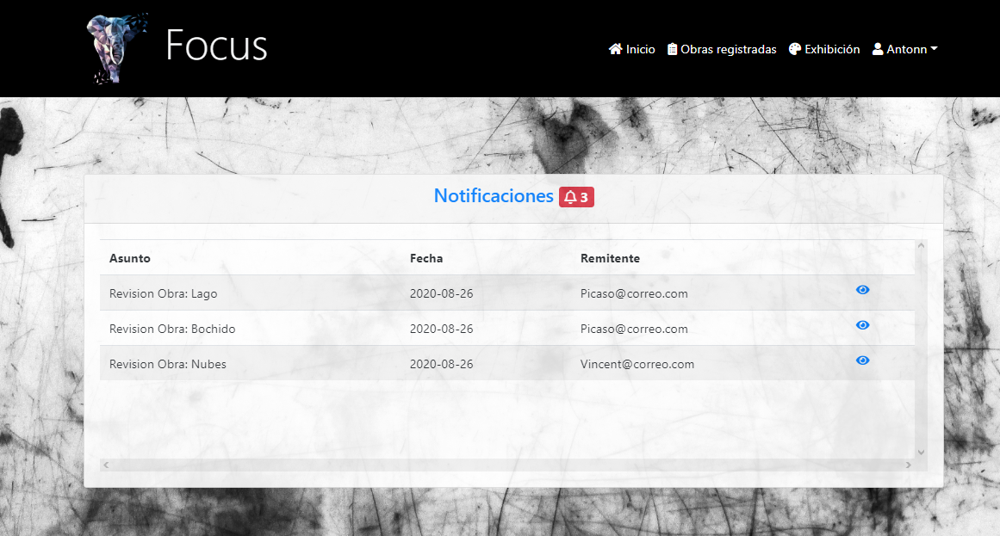 Focus
Inicio Obras registradas Exhibición Antonn
Notificaciones 3
Asunto Fecha Remitente
Revision Obra: Lago 2020-08-26 Picaso@correo.com
Revision Obra: Bochido 2020-08-26 Picaso@correo.com
Revision Obra: Nubes 2020-08-26 Vincent@correo.com